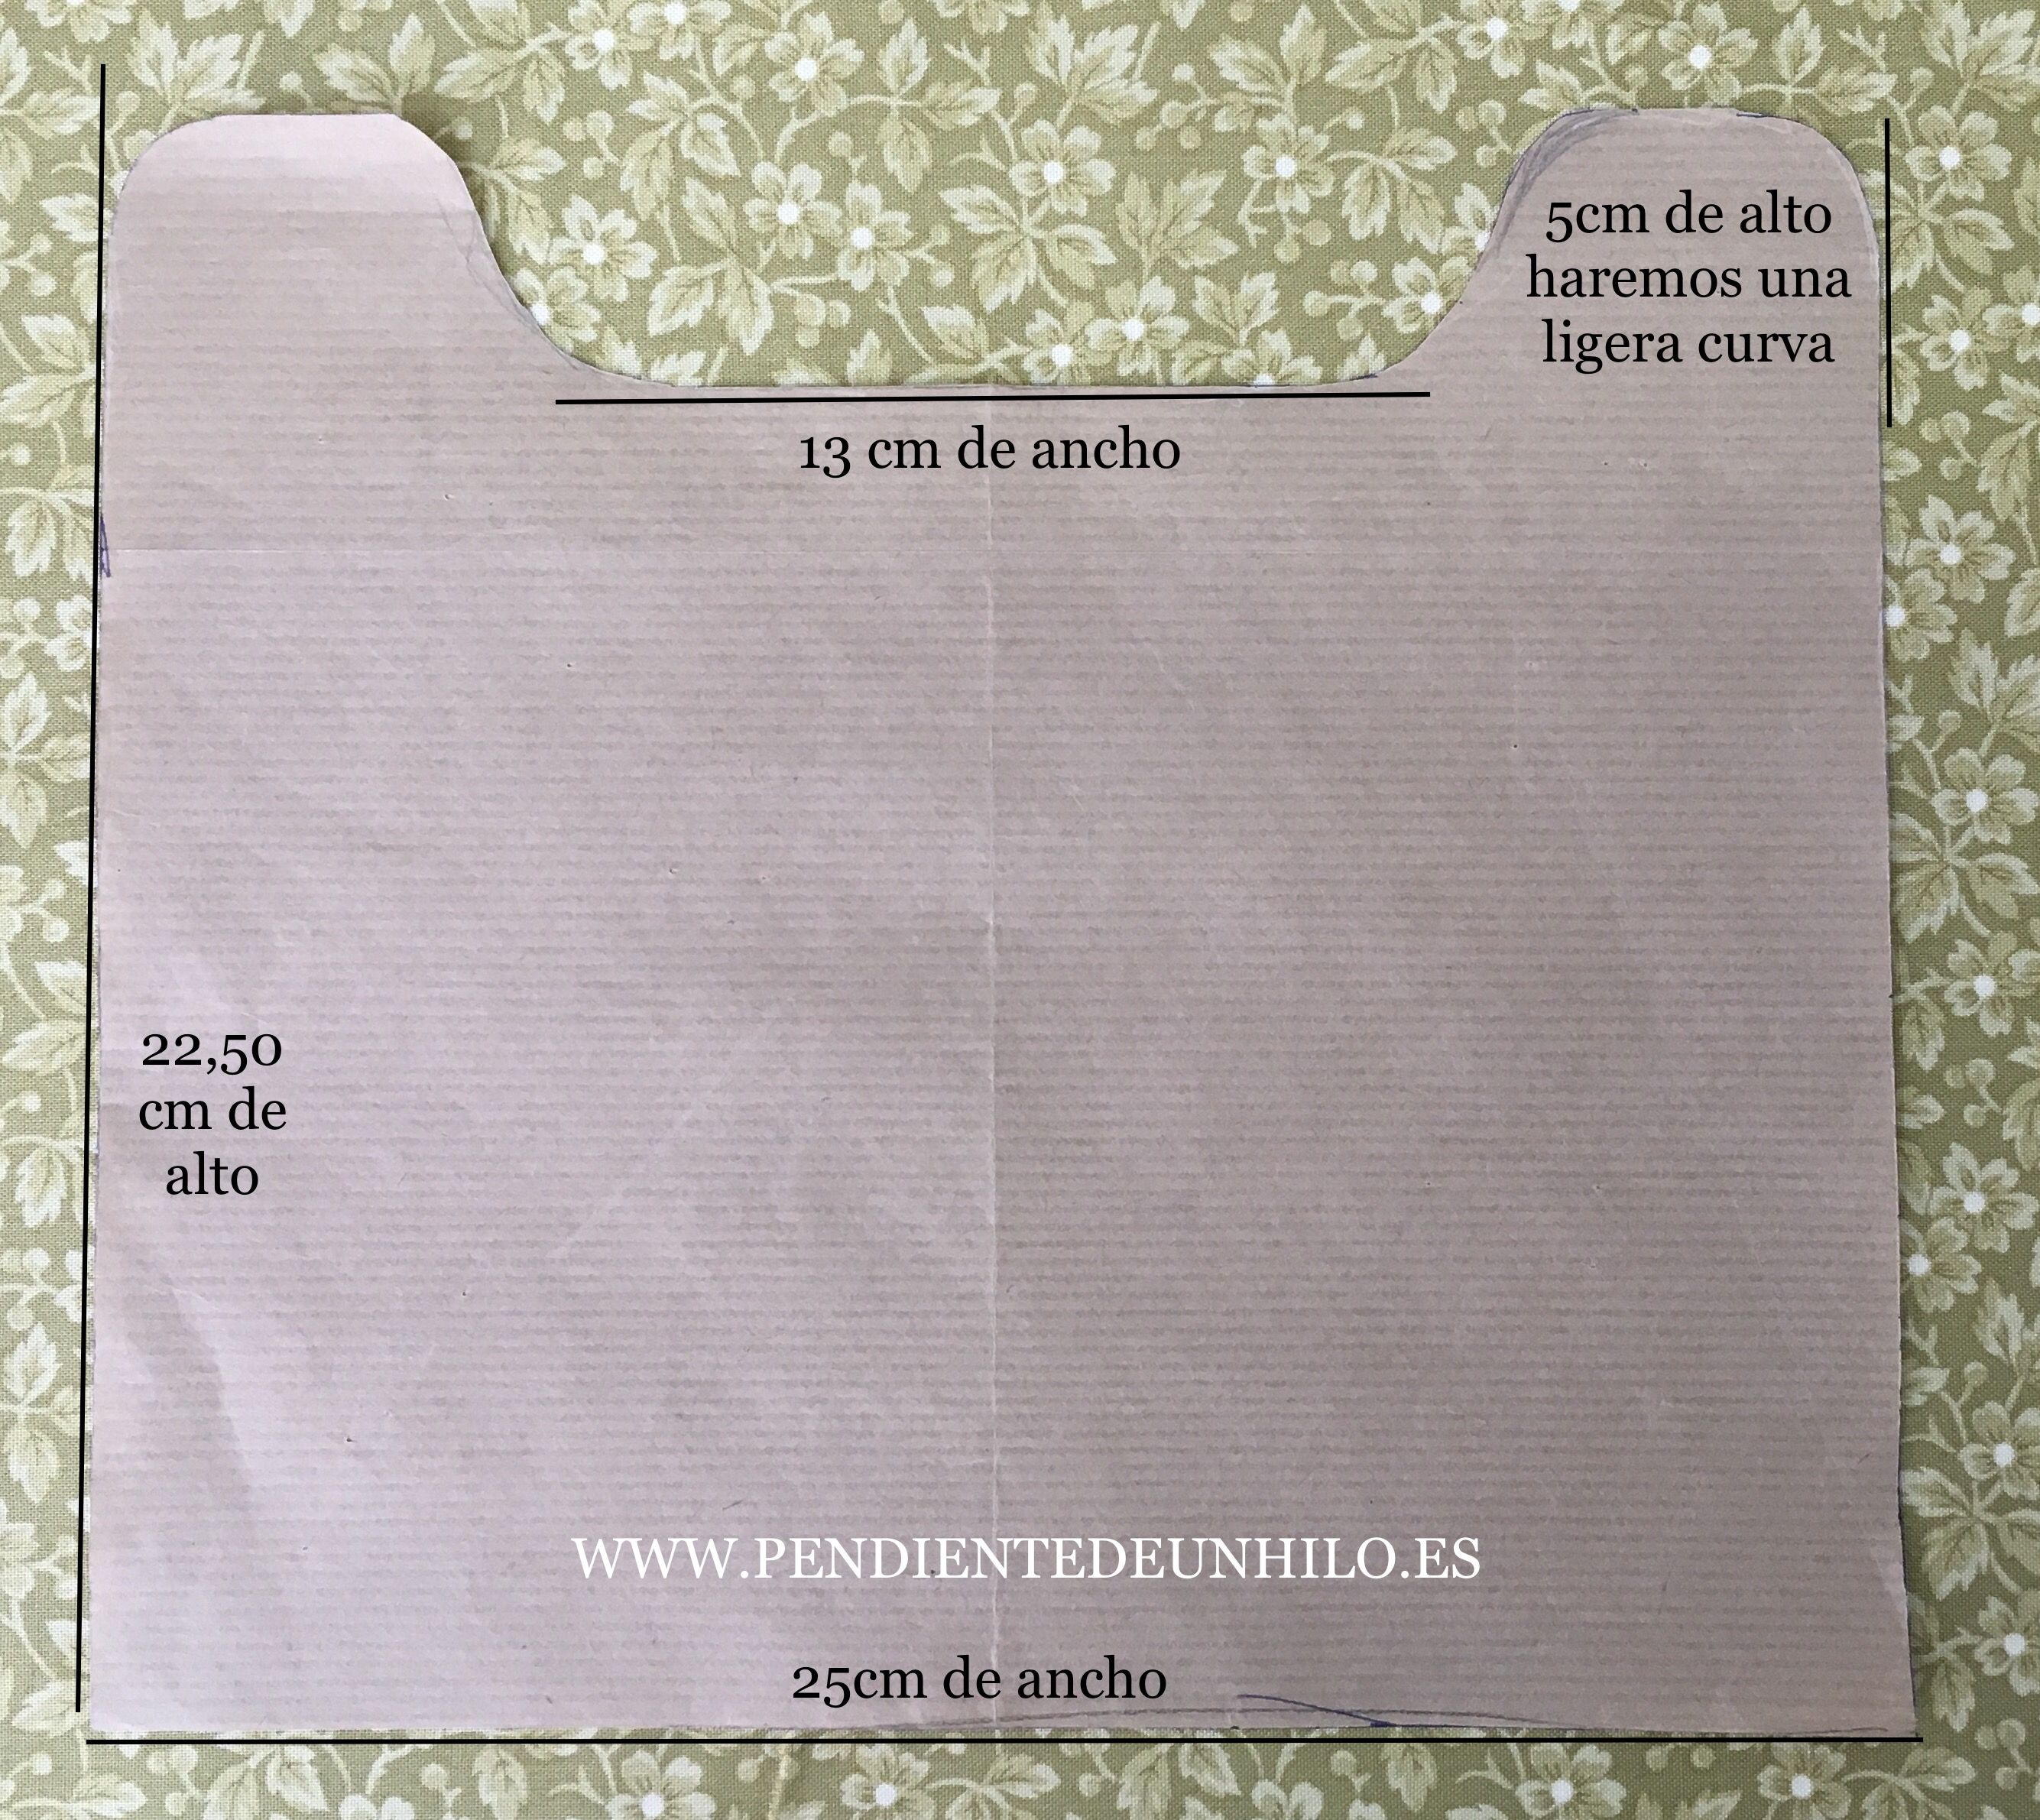 5cm de alto
haremos una
ligera curva
13 cm de ancho
22,50
cm de
alto
WWW.PENDIENTEDEUNHILO.ES
25cm de ancho